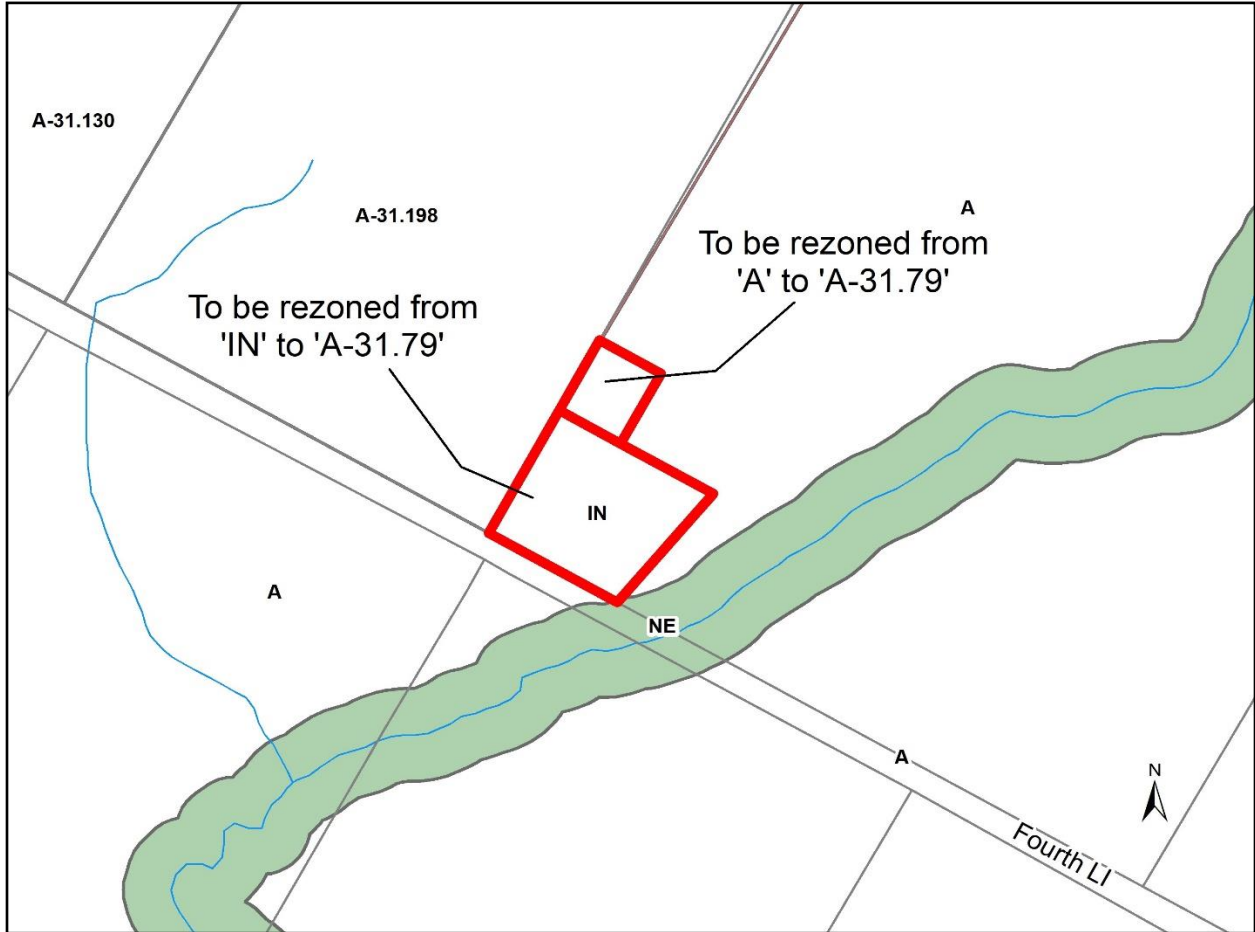 A-31.130
A-31.198
A
To be rezoned from
'A' to 'A-31.79'
To be rezoned from
'IN' to 'A-31.79'
IN
A
NE
A
N
Fourth LI